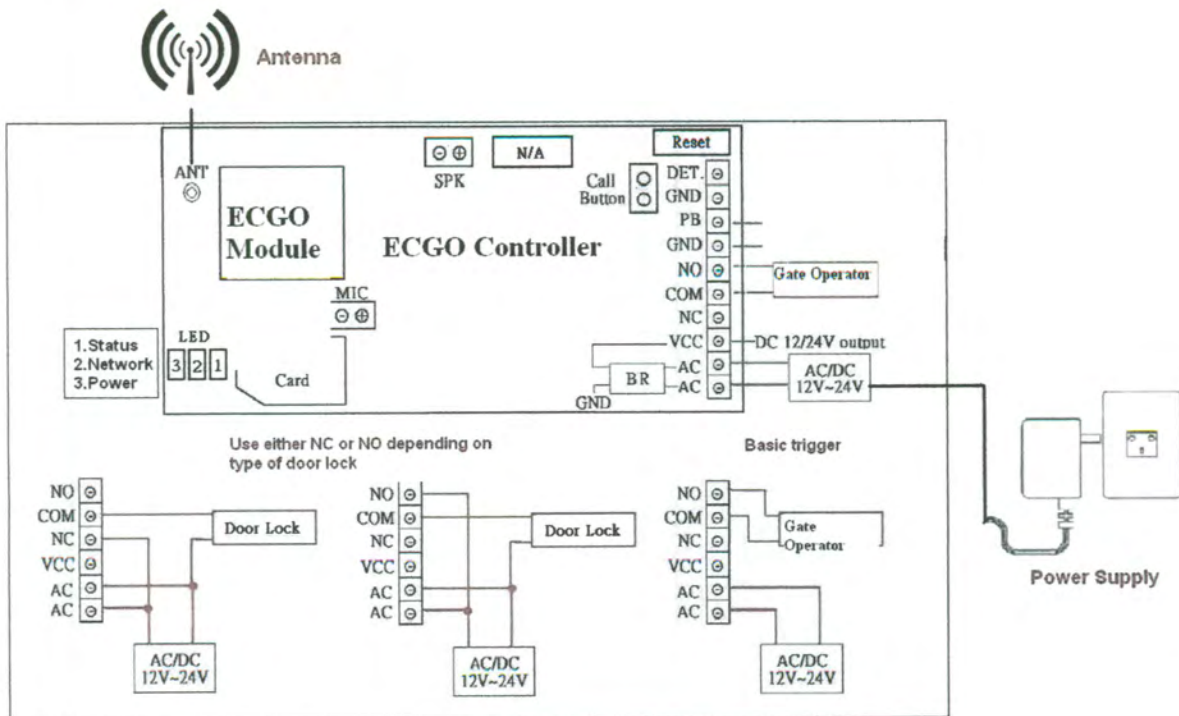 Antenna
Reset
N/A
ANT
SPK
Call
Button
DET.
GND
PB
GND
NO
COM
NC
VCC
AC
AC
ECGO
Module
ECGO Controller
MIC
Gate Operator
DC 12/24V output
AC/DC
12V~24V
BR
GND
1.Status
2.Network
3.Power
LED
3 2 1
Card
Use either NC or NO depending on
type of door lock
Basic trigger
NO
COM
NC
VCC
AC
AC
Door Lock
AC/DC
12V~24V
NO
COM
NC
VCC
AC
AC
Door Lock
AC/DC
12V~24V
NO
COM
NC
VCC
AC
AC
Gate
Operator
AC/DC
12V~24V
Power Supply